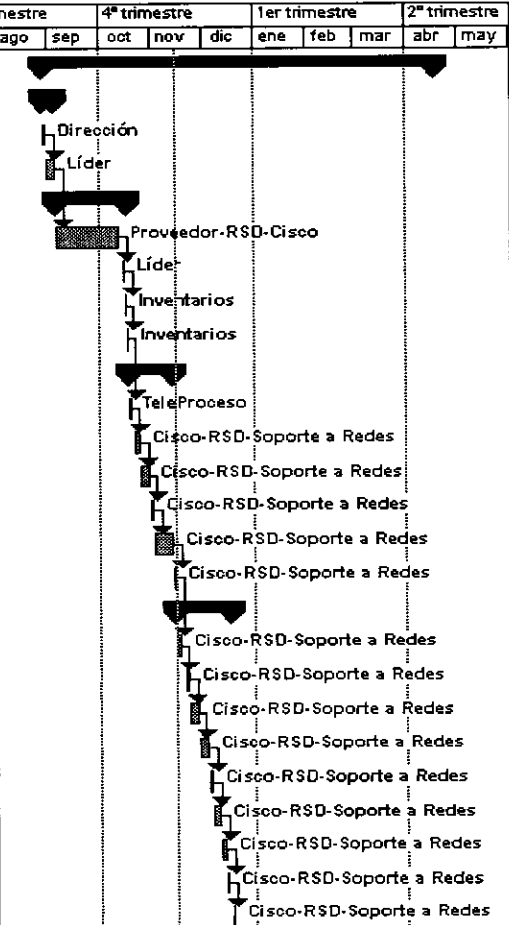 mestre 4º trimestre 1er trimestre 2º trimestre
ago sep oct nov dic ene feb mar abr may
Dirección
Líder
Proveedor-RSD-Cisco
Líder
Inventarios
Inventarios
TeleProceso
Cisco-RSD-Soporte a Redes
Cisco-RSD-Soporte a Redes
Cisco-RSD-Soporte a Redes
Cisco-RSD-Soporte a Redes
Cisco-RSD-Soporte a Redes
Cisco-RSD-Soporte a Redes
Cisco-RSD-Soporte a Redes
Cisco-RSD-Soporte a Redes
Cisco-RSD-Soporte a Redes
Cisco-RSD-Soporte a Redes
Cisco-RSD-Soporte a Redes
Cisco-RSD-Soporte a Redes
Cisco-RSD-Soporte a Redes
Cisco-RSD-Soporte a Redes